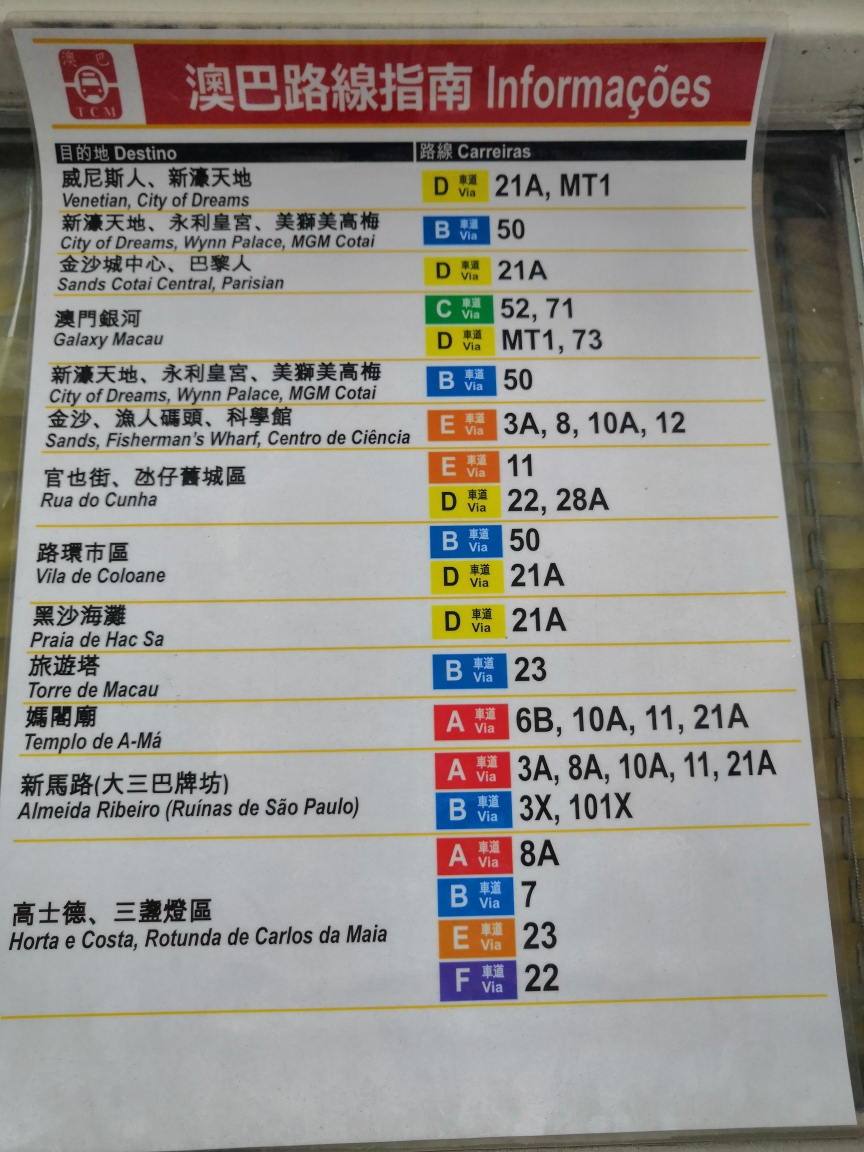 澳巴
TCM
澳巴路線指南 Informações
目的地 Destino 路線 Carreiras
威尼斯人、新濠天地
Venetian, City of Dreams
D 車道 Via 21A, MT1
新濠天地、永利皇宮、美獅美高梅
City of Dreams, Wynn Palace, MGM Cotai
B 車道 Via 50
金沙城中心、巴黎人
Sands Cotai Central, Parisian
D 車道 Via 21A
澳門銀河
Galaxy Macau
C 車道 Via 52, 71
D 車道 Via MT1, 73
新濠天地、永利皇宮、美獅美高梅
City of Dreams, Wynn Palace, MGM Cotai
B 車道 Via 50
金沙、漁人碼頭、科學館
Sands, Fisherman's Wharf, Centro de Ciência
E 車道 Via 3A, 8, 10A, 12
官也街、氹仔舊城區
Rua do Cunha
E 車道 Via 11
D 車道 Via 22, 28A
路環市區
Vila de Coloane
B 車道 Via 50
D 車道 Via 21A
黑沙海灘
Praia de Hac Sa
D 車道 Via 21A
旅遊塔
Torre de Macau
B 車道 Via 23
媽閣廟
Templo de A-Má
A 車道 Via 6B, 10A, 11, 21A
新馬路(大三巴牌坊)
Almeida Ribeiro (Ruínas de São Paulo)
A 車道 Via 3A, 8A, 10A, 11, 21A
B 車道 Via 3X, 101X
高士德、三盞燈區
Horta e Costa, Rotunda de Carlos da Maia
A 車道 Via 8A
B 車道 Via 7
E 車道 Via 23
F 車道 Via 22